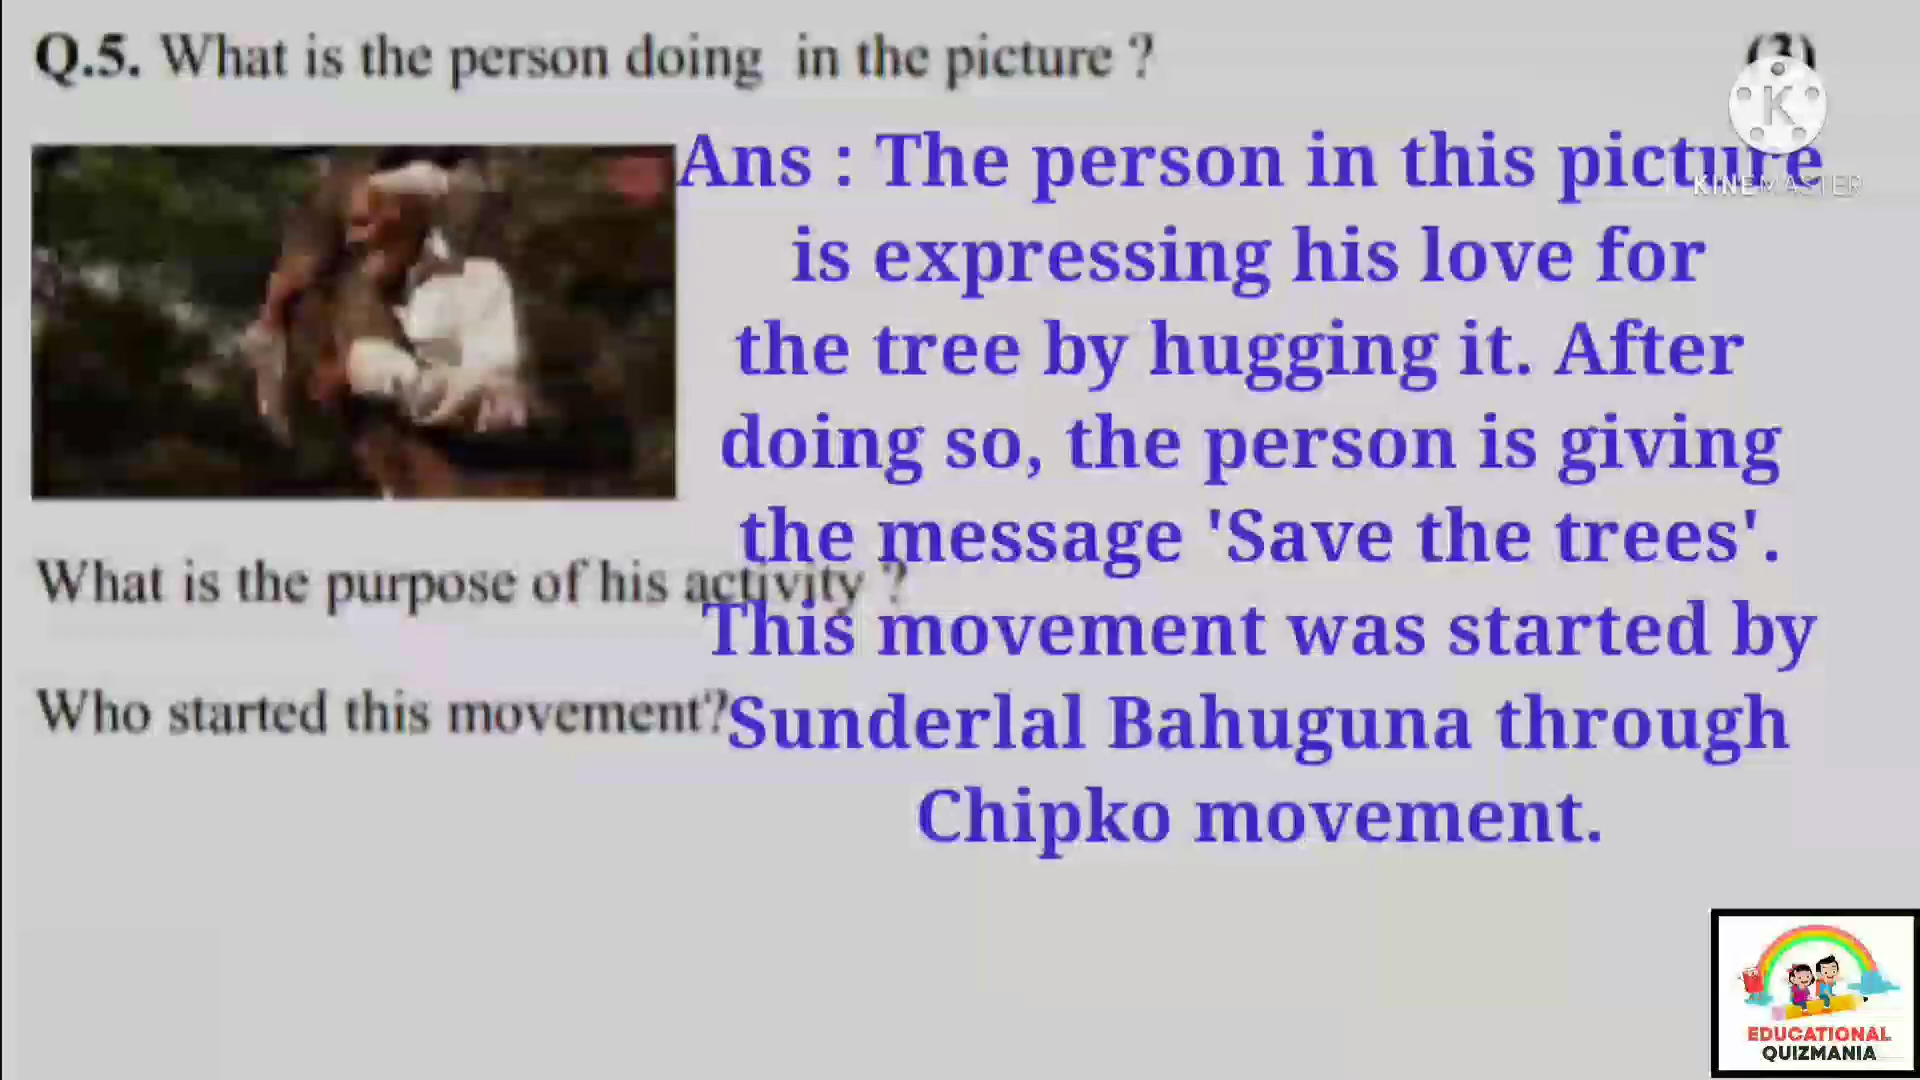 Q.5. What is the person doing in the picture ?
Ans : The person in this picture
KINEMASTER
is expressing his love for
the tree by hugging it. After
doing so, the person is giving
the message 'Save the trees'.
What is the purpose of his activity ?
This movement was started by
Who started this movement?
Sunderlal Bahuguna through
Chipko movement.
EDUCATIONAL
QUIZMANIA